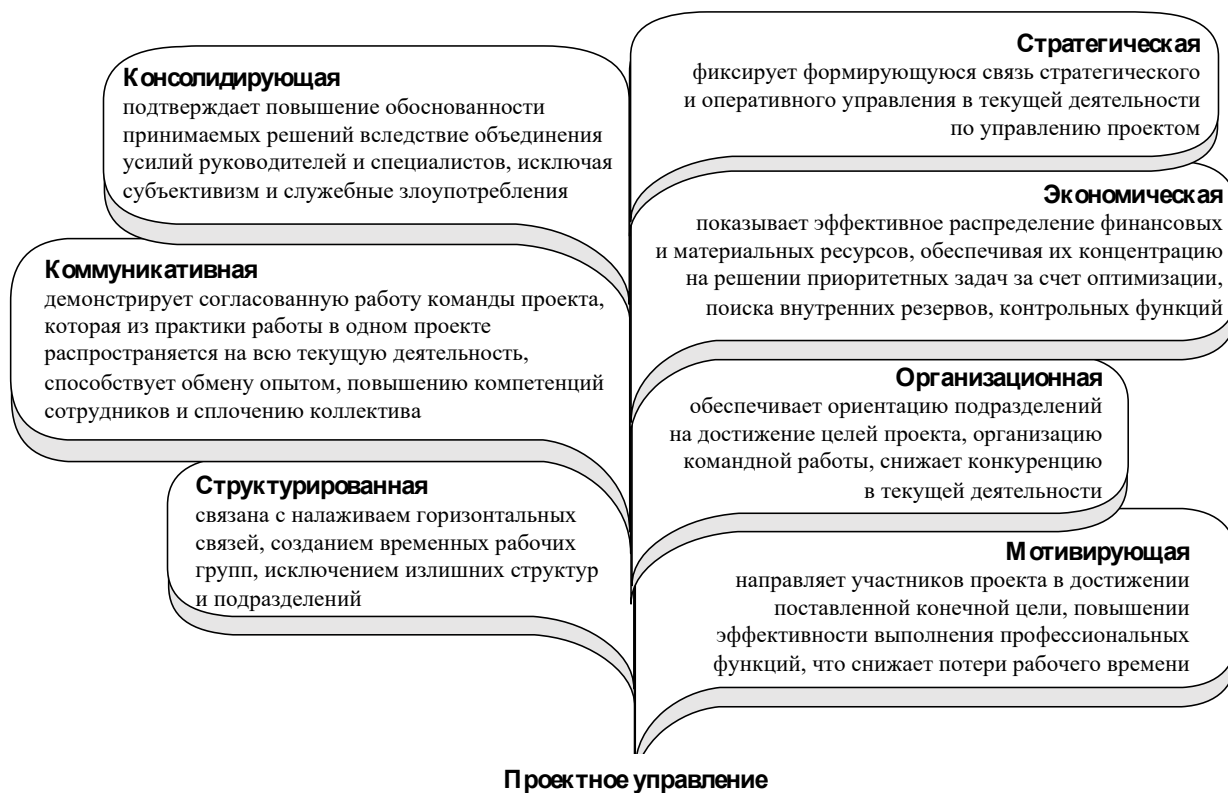 Консолидирующая
подтверждает повышение обоснованности
принимаемых решений вследствие объединения
усилий руководителей и специалистов, исключая
субъективизм и служебные злоупотребления
Коммуникативная
демонстрирует согласованную работу команды проекта,
которая из практики работы в одном проекте
распространяется на всю текущую деятельность,
способствует обмену опытом, повышению компетенций
сотрудников и сплочению коллектива
Структурированная
связана с налаживаем горизонтальных
связей, созданием временных рабочих
групп, исключением излишних структур
и подразделений
Стратегическая
фиксирует формирующуюся связь стратегического
и оперативного управления в текущей деятельности
по управлению проектом
Экономическая
показывает эффективное распределение финансовых
и материальных ресурсов, обеспечивая их концентрацию
на решении приоритетных задач за счет оптимизации,
поиска внутренних резервов, контрольных функций
Организационная
обеспечивает ориентацию подразделений
на достижение целей проекта, организацию
командной работы, снижает конкуренцию
в текущей деятельности
Мотивирующая
направляет участников проекта в достижении
поставленной конечной цели, повышении
эффективности выполнения профессиональных
функций, что снижает потери рабочего времени
Проектное управление